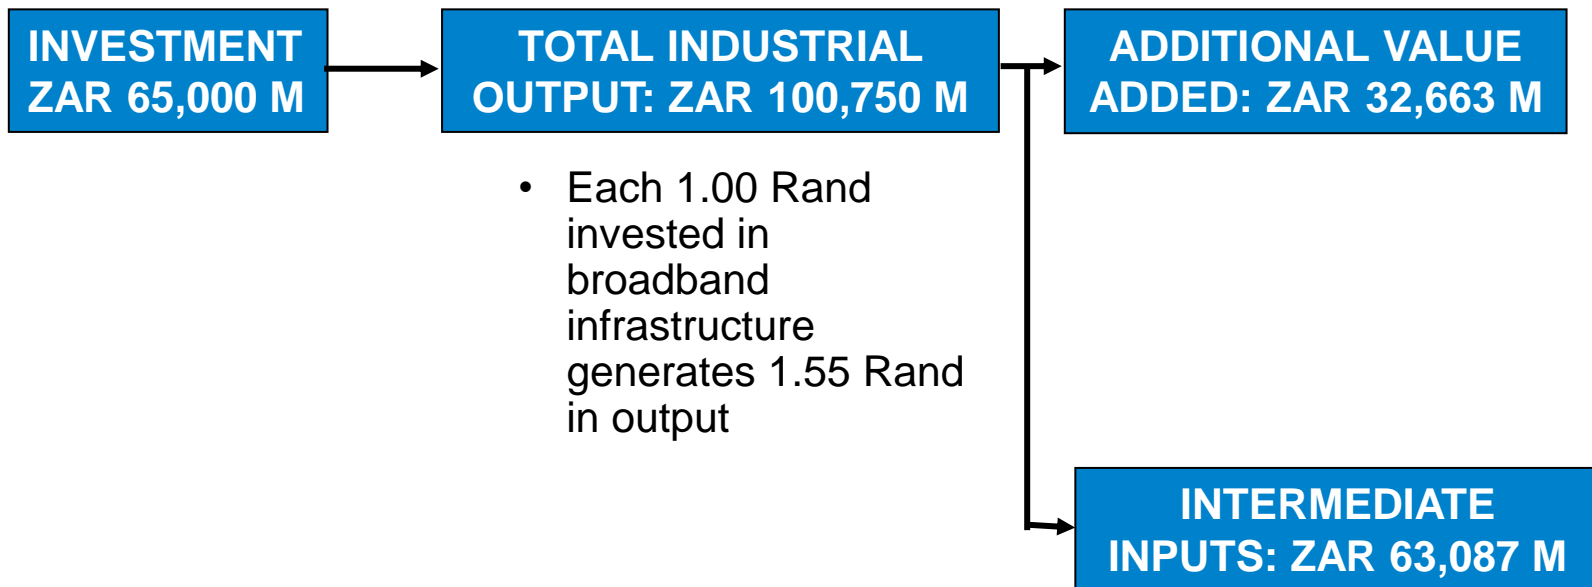 INVESTMENT
ZAR 65,000 M
TOTAL INDUSTRIAL
OUTPUT: ZAR 100,750 M
ADDITIONAL VALUE
ADDED: ZAR 32,663 M
• Each 1.00 Rand
invested in
broadband
infrastructure
generates 1.55 Rand
in output
INTERMEDIATE
INPUTS: ZAR 63,087 M